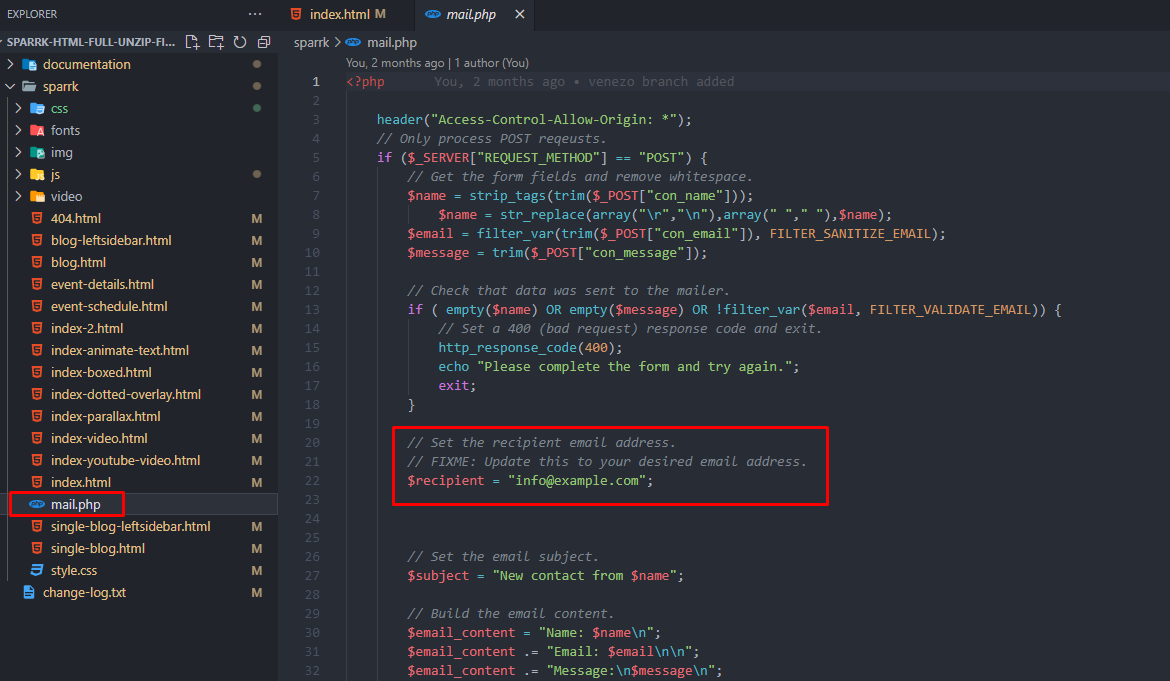 EXPLORER
index.html M
mail.php
SPARRK-HTML-FULL-UNZIP-FI...
sparrk > mail.php
documentation
sparrk
css
fonts
img
js
video
404.html M
blog-leftsidebar.html M
blog.html M
event-details.html M
event-schedule.html M
index-2.html M
index-animate-text.html M
index-boxed.html M
index-dotted-overlay.html M
index-parallax.html M
index-video.html M
index-youtube-video.html M
index.html M
mail.php
single-blog-leftsidebar.html M
single-blog.html M
style.css M
change-log.txt M
You, 2 months ago | 1 author (You)
1 <?php You, 2 months ago • venezo branch added
2
3 header("Access-Control-Allow-Origin: *");
4 // Only process POST reqeusts.
5 if ($_SERVER["REQUEST_METHOD"] == "POST") {
6 // Get the form fields and remove whitespace.
7 $name = strip_tags(trim($_POST["con_name"]));
8 $name = str_replace(array("\r","\n"),array(" "," "),$name);
9 $email = filter_var(trim($_POST["con_email"]), FILTER_SANITIZE_EMAIL);
10 $message = trim($_POST["con_message"]);
11
12 // Check that data was sent to the mailer.
13 if ( empty($name) OR empty($message) OR !filter_var($email, FILTER_VALIDATE_EMAIL)) {
14 // Set a 400 (bad request) response code and exit.
15 http_response_code(400);
16 echo "Please complete the form and try again.";
17 exit;
18 }
19
20 // Set the recipient email address.
21 // FIXME: Update this to your desired email address.
22 $recipient = "info@example.com";
23
24
25
26 // Set the email subject.
27 $subject = "New contact from $name";
28
29 // Build the email content.
30 $email_content = "Name: $name\n";
31 $email_content .= "Email: $email\n\n";
32 $email_content .= "Message:\n$message\n";